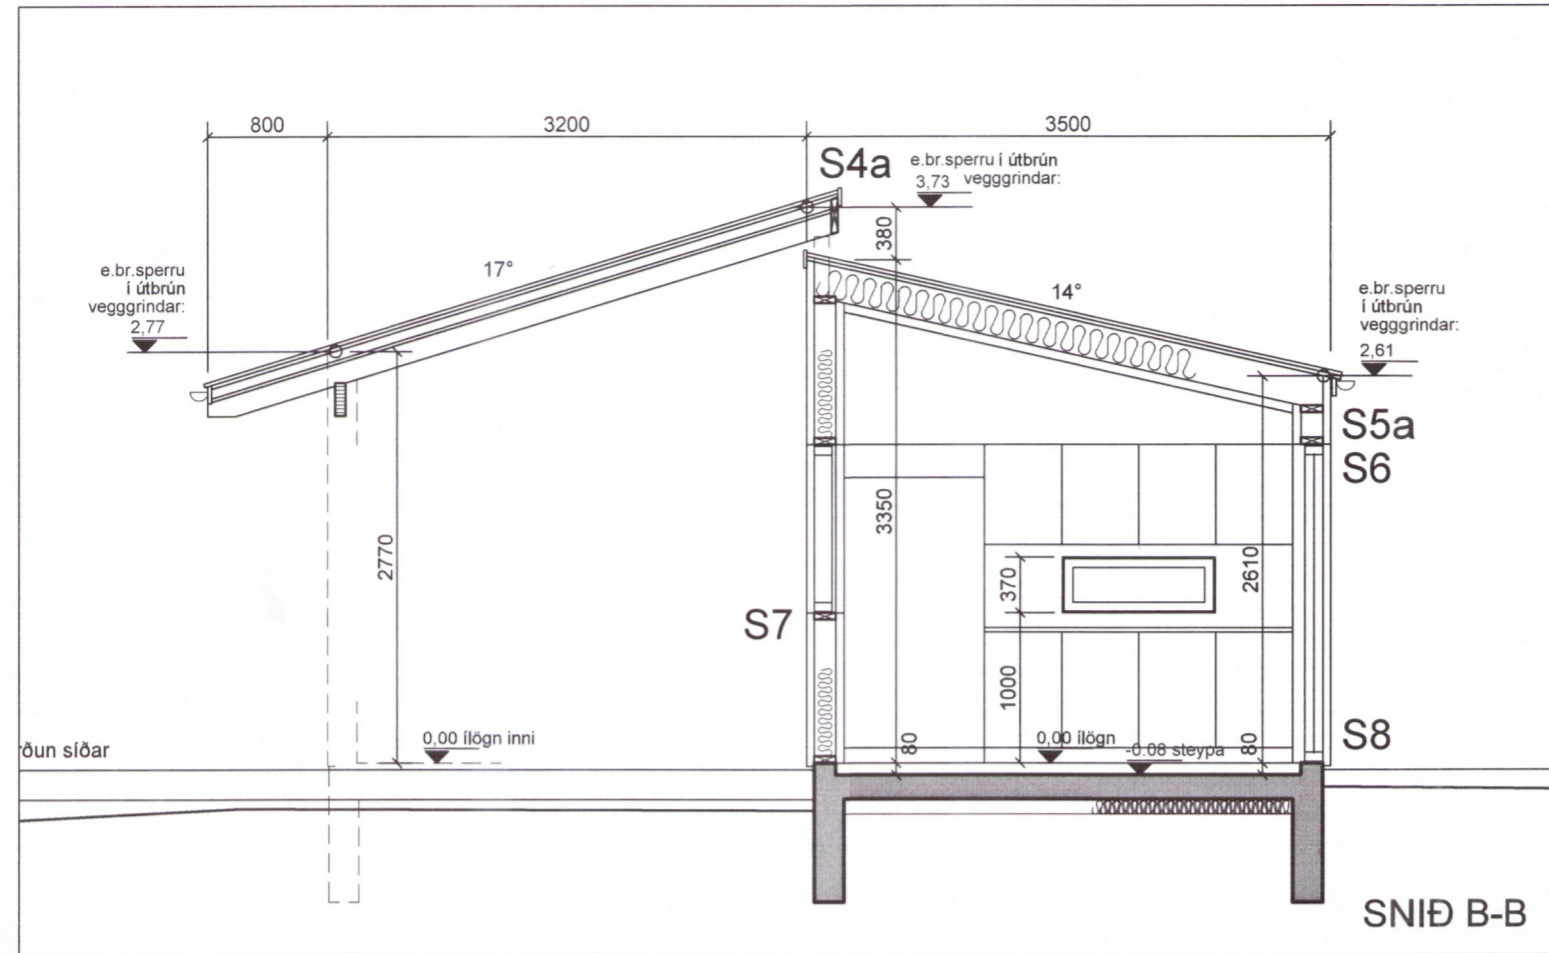 800
3200
3500
S4a
e.br.sperru í útbrún
3,73 vegggrindar:
380
17°
e.br.sperru
í útbrún
vegggrindar:
2,77
14°
e.br.sperru
í útbrún
vegggrindar:
2,61
S5a
S6
3350
2770
370
2610
S7
1000
ðun síðar
0,00 ílögn inni
80
0,00 ílögn
-0.08 steypa
80
S8
SNIÐ B-B